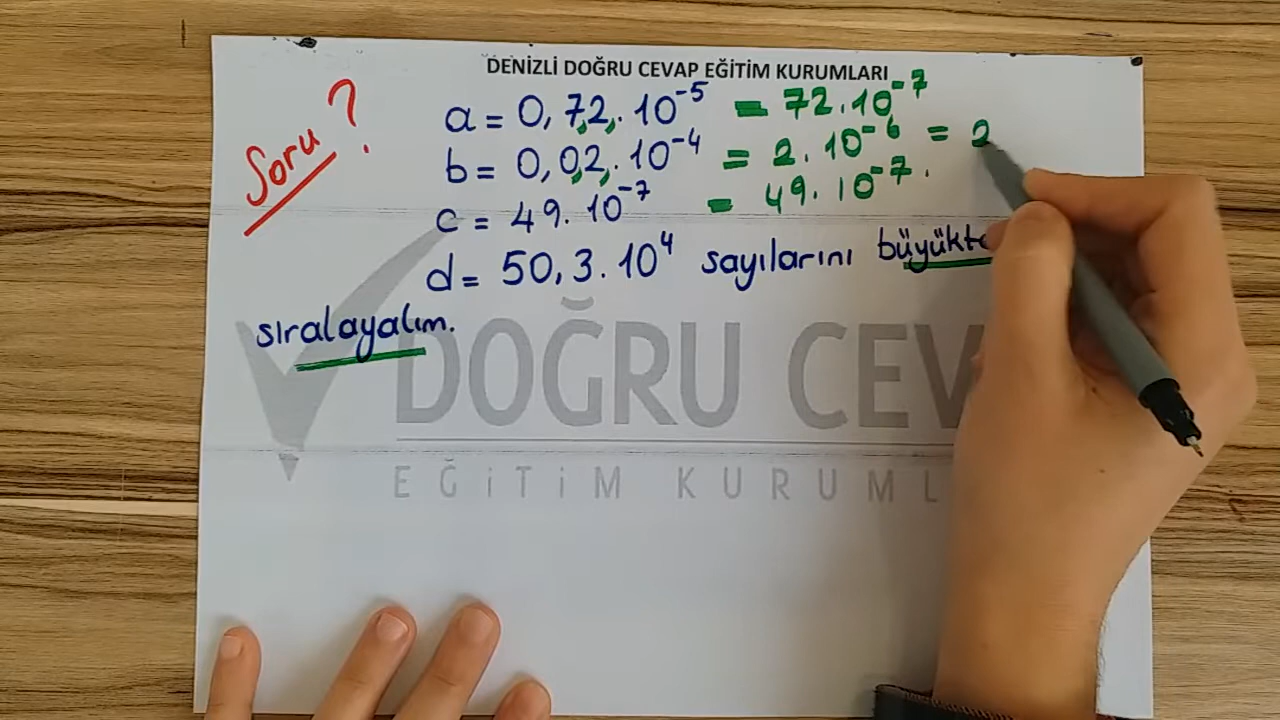 DENİZLİ DOĞRU CEVAP EĞİTİM KURUMLARI
Soru ?
a = 0,72.10⁻⁵ = 72.10⁻⁷
b = 0,02.10⁻⁴ = 2.10⁻⁶ = 2
c = 49.10⁻⁷ = 49.10⁻⁷.
d = 50,3.10⁴ sayılarını
sıralayalım.
DOĞRU CEV
EĞİTİM KURUML